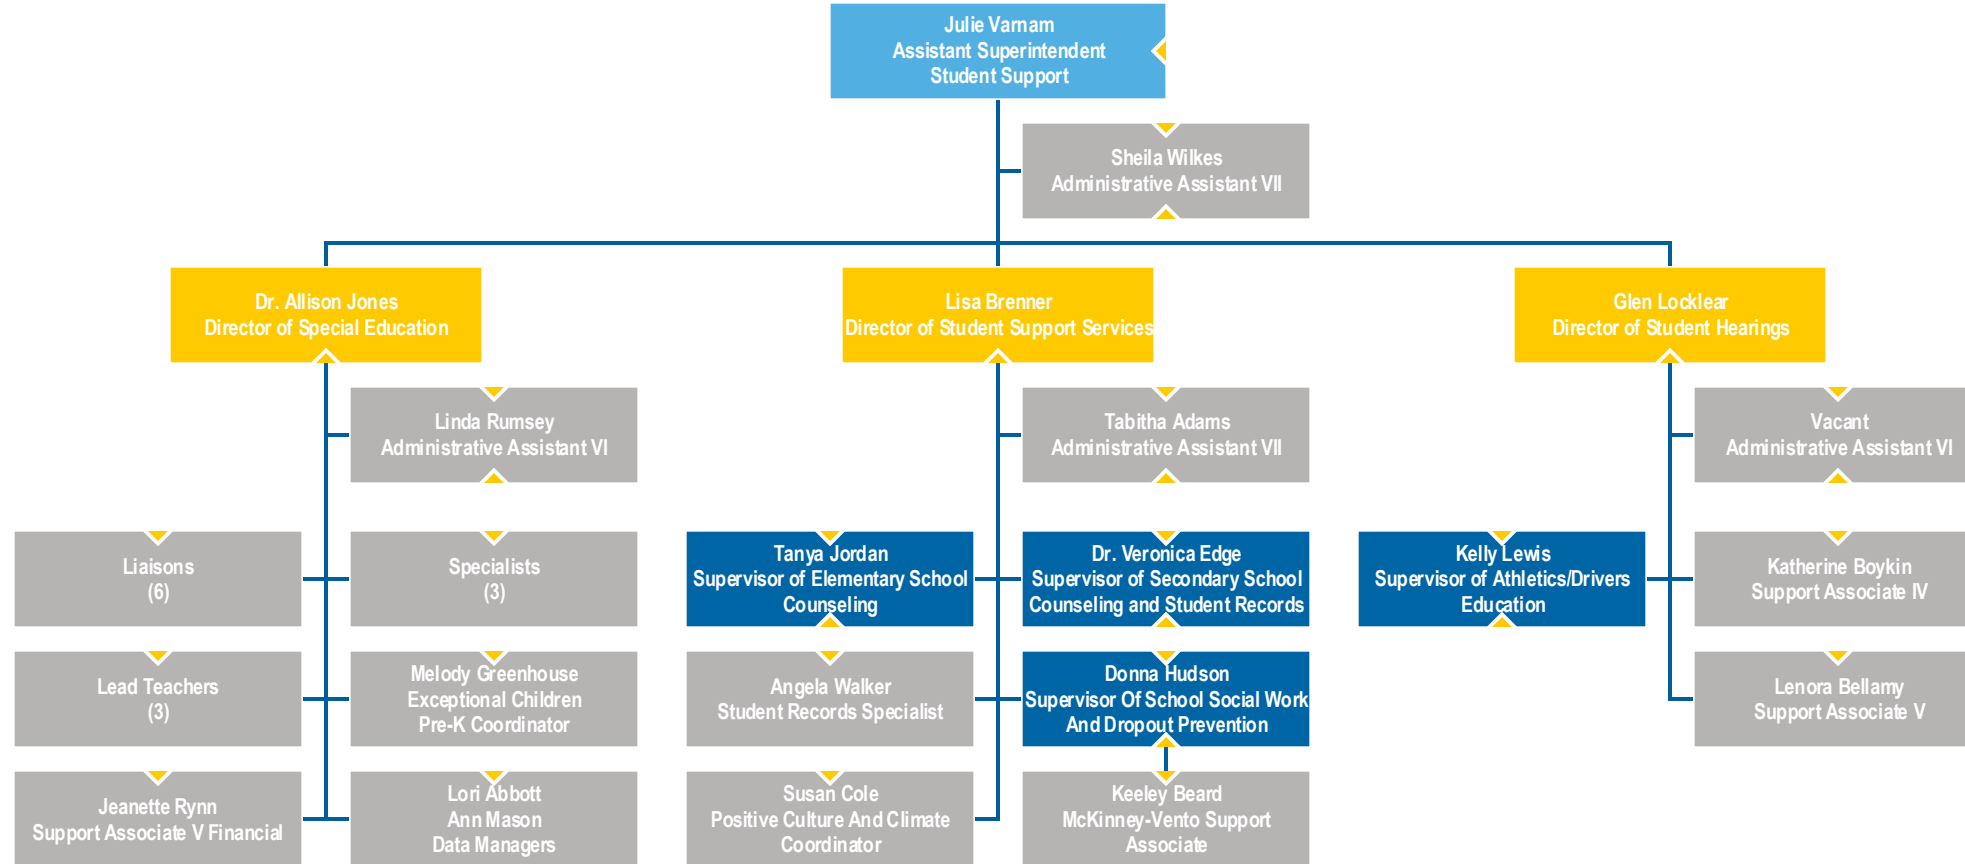 Julie Varnam
Assistant Superintendent
Student Support
Sheila Wilkes
Administrative Assistant VII
Dr. Allison Jones
Director of Special Education
Lisa Brenner
Director of Student Support Services
Glen Locklear
Director of Student Hearings
Linda Rumsey
Administrative Assistant VI
Tabitha Adams
Administrative Assistant VII
Vacant
Administrative Assistant VI
Liaisons
(6)
Specialists
(3)
Tanya Jordan
Supervisor of Elementary School
Counseling
Dr. Veronica Edge
Supervisor of Secondary School
Counseling and Student Records
Kelly Lewis
Supervisor of Athletics/Drivers
Education
Katherine Boykin
Support Associate IV
Lead Teachers
(3)
Melody Greenhouse
Exceptional Children
Pre-K Coordinator
Angela Walker
Student Records Specialist
Donna Hudson
Supervisor Of School Social Work
And Dropout Prevention
Lenora Bellamy
Support Associate V
Jeanette Rynn
Support Associate V Financial
Lori Abbott
Ann Mason
Data Managers
Susan Cole
Positive Culture And Climate
Coordinator
Keeley Beard
McKinney-Vento Support
Associate